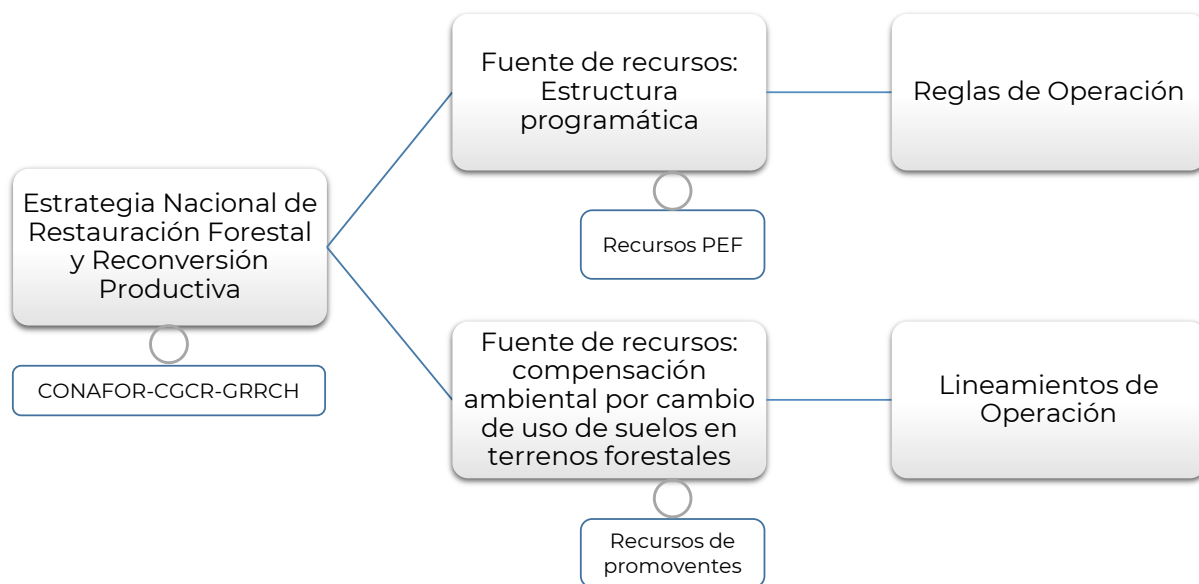 Estrategia Nacional de
Restauración Forestal
y Reconversión
Productiva
CONAFOR-CGCR-GRRCH
Fuente de recursos:
Estructura
programática
Recursos PEF
Reglas de Operación
Fuente de recursos:
compensación
ambiental por cambio
de uso de suelos en
terrenos forestales
Recursos de
promoventes
Lineamientos de
Operación